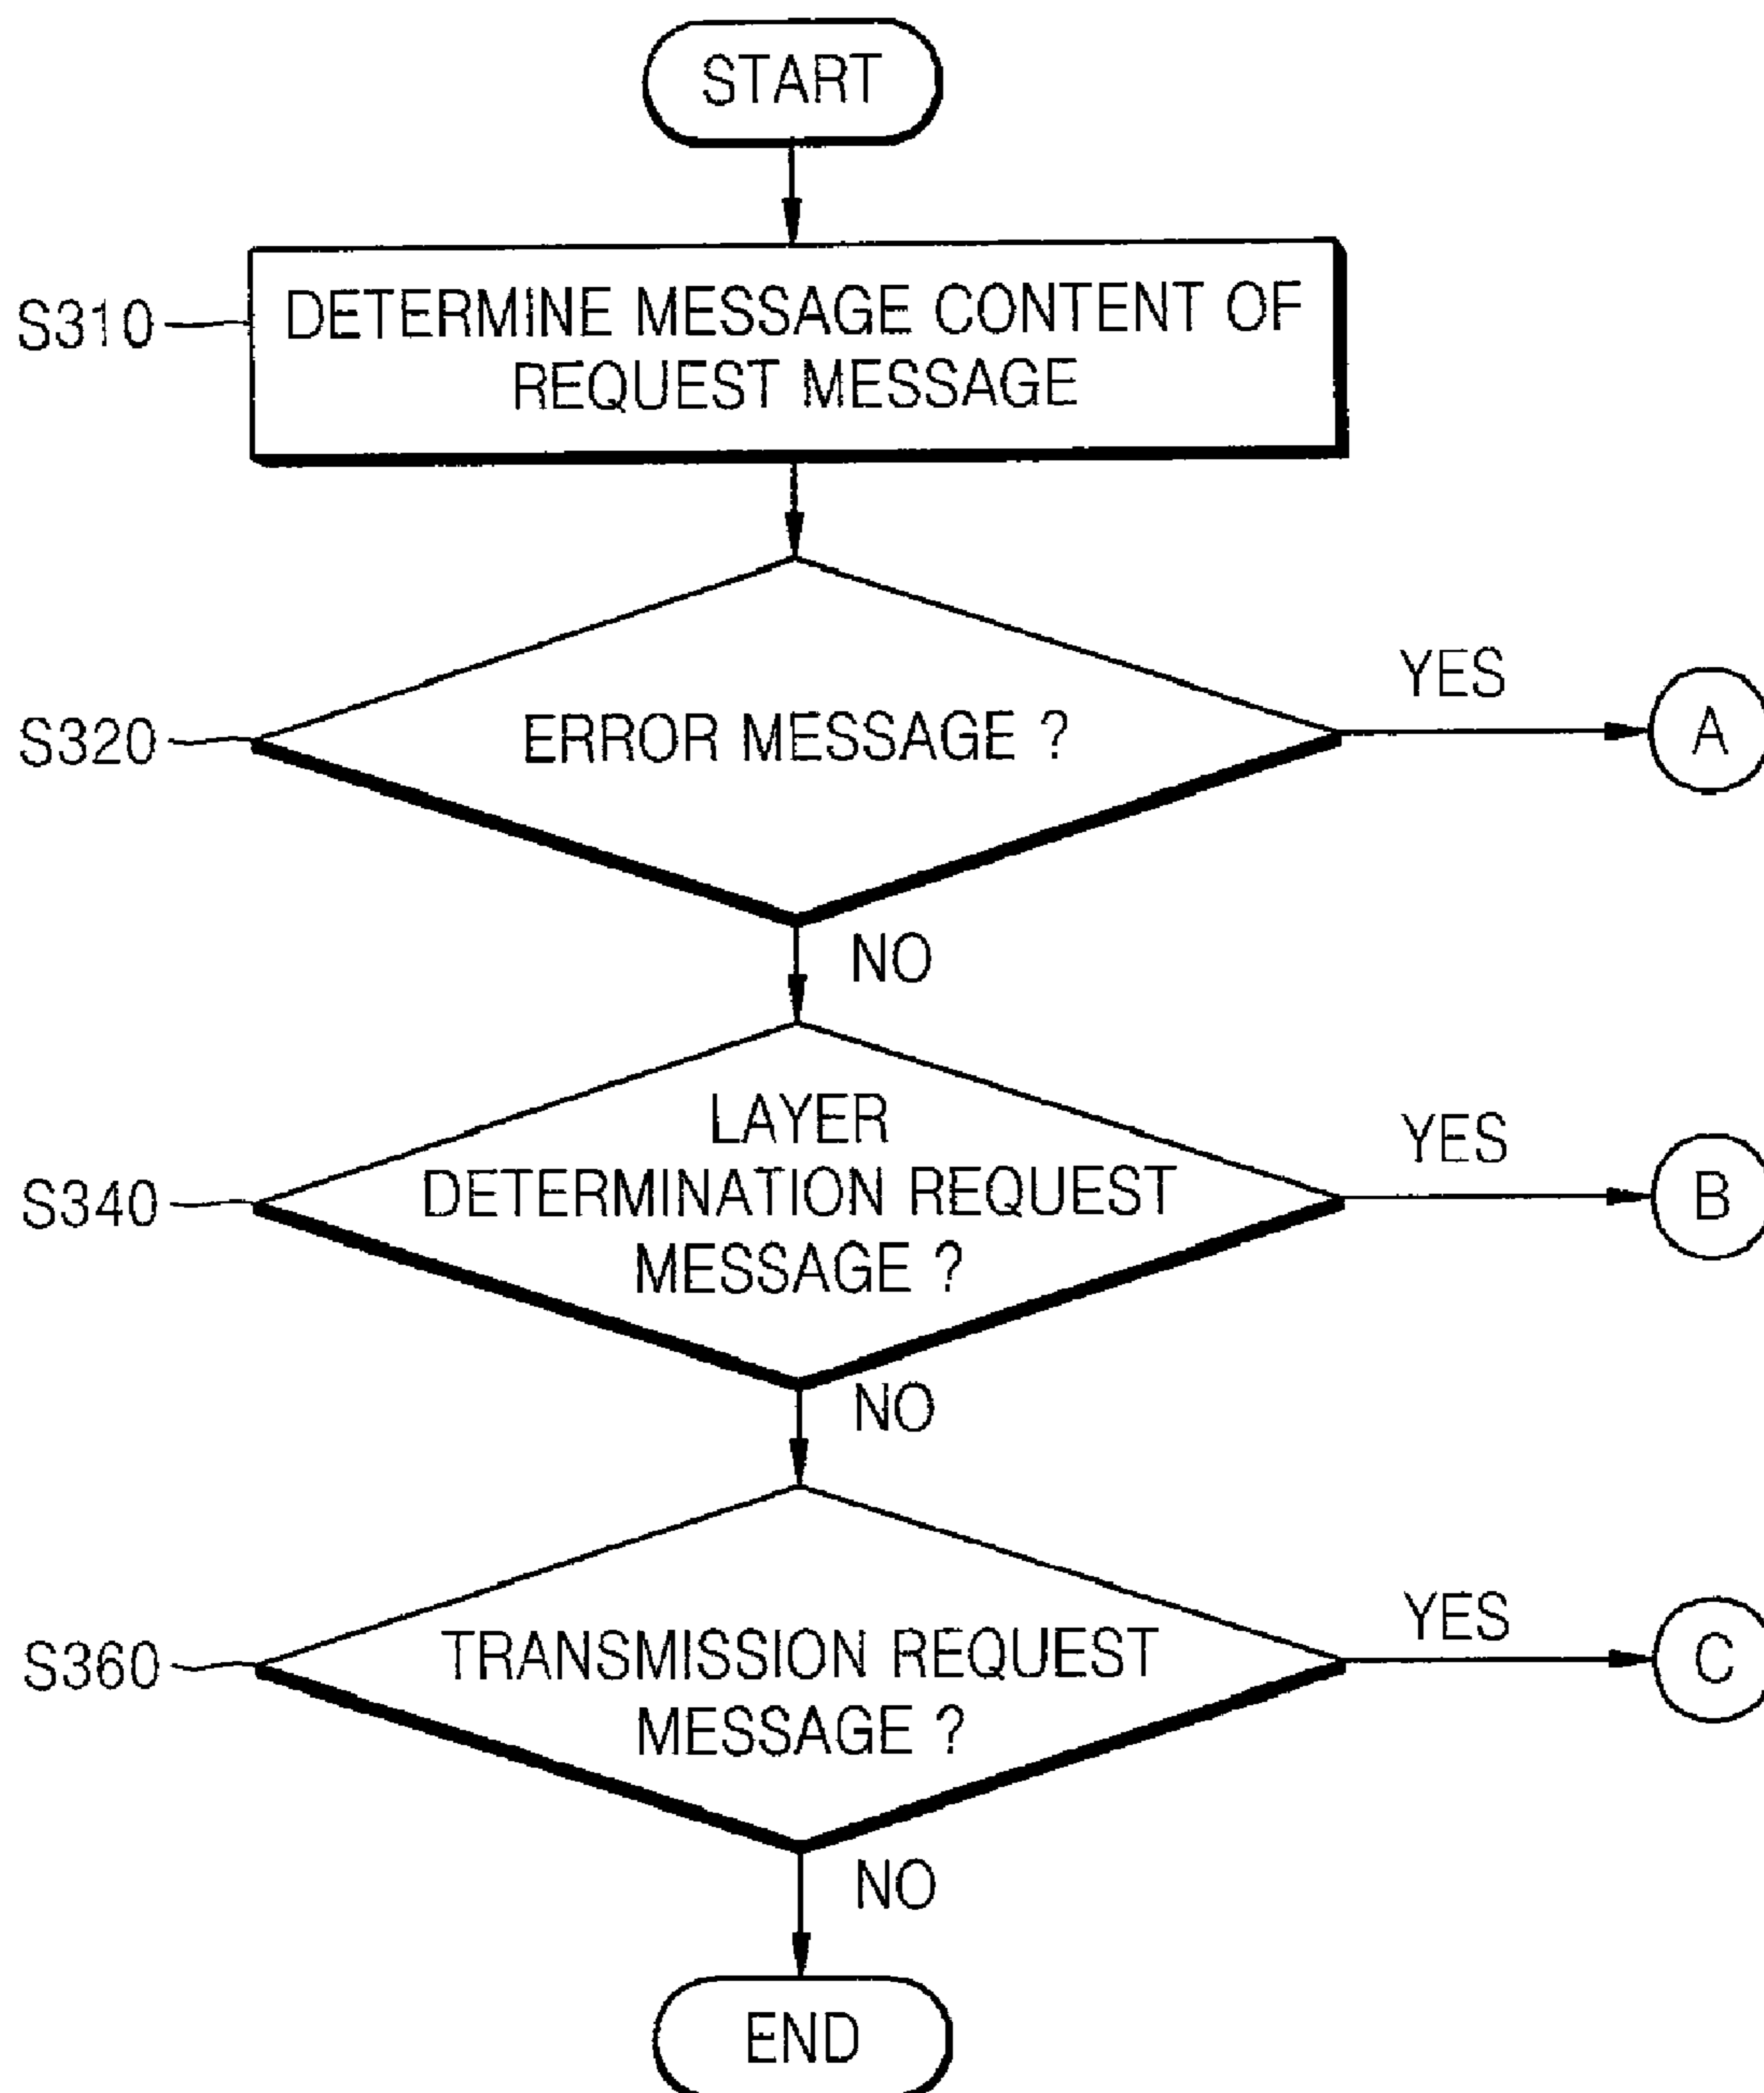 START
S310
DETERMINE MESSAGE CONTENT OF
REQUEST MESSAGE
S320
ERROR MESSAGE ?
YES
A
NO
S340
LAYER
DETERMINATION REQUEST
MESSAGE ?
YES
B
NO
S360
TRANSMISSION REQUEST
MESSAGE ?
YES
C
NO
END